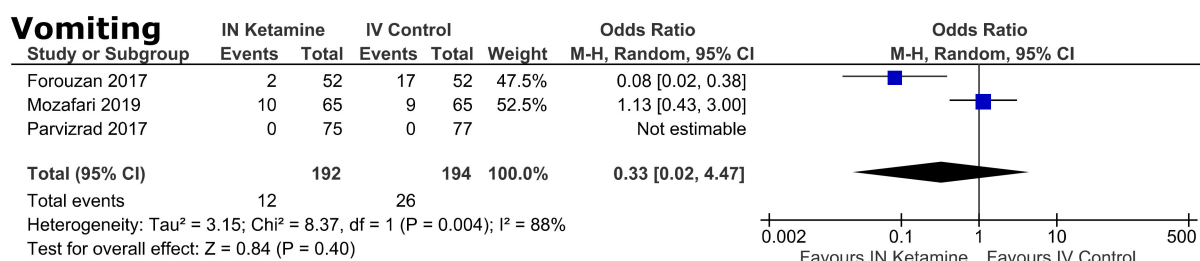 Vomiting IN Ketamine IV Control Odds Ratio Odds Ratio
Study or Subgroup Events Total Events Total Weight M-H, Random, 95% CI M-H, Random, 95% CI
Forouzan 2017 2 52 17 52 47.5% 0.08 [0.02, 0.38]
Mozafari 2019 10 65 9 65 52.5% 1.13 [0.43, 3.00]
Parvizrad 2017 0 75 0 77 Not estimable
Total (95% CI) 192 194 100.0% 0.33 [0.02, 4.47]
Total events 12 26
Heterogeneity: Tau² = 3.15; Chi² = 8.37, df = 1 (P = 0.004); I² = 88%
Test for overall effect: Z = 0.84 (P = 0.40)
0.002 0.1 1 10 500
Favours IN Ketamine Favours IV Control